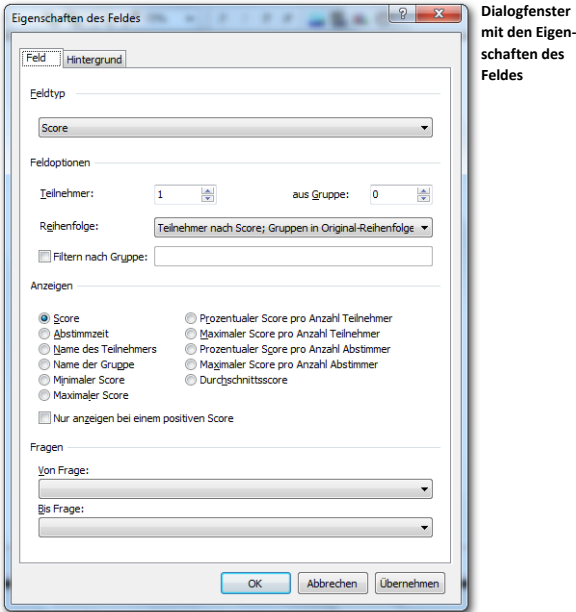 Eigenschaften des Feldes
Feld Hintergrund
Feldtyp
Score
Feldoptionen
Teilnehmer: 1 aus Gruppe: 0
Reihenfolge: Teilnehmer nach Score; Gruppen in Original-Reihenfolge
Filtern nach Gruppe:
Anzeigen
Score
Abstimmzeit
Name des Teilnehmers
Name der Gruppe
Minimaler Score
Maximaler Score
Prozentualer Score pro Anzahl Teilnehmer
Maximaler Score pro Anzahl Teilnehmer
Prozentualer Score pro Anzahl Abstimmer
Maximaler Score pro Anzahl Abstimmer
Durchschnittsscore
Nur anzeigen bei einem positiven Score
Fragen
Von Frage:
Bis Frage:
OK Abbrechen Übernehmen
Dialogfenster
mit den Eigen-
schaften des
Feldes